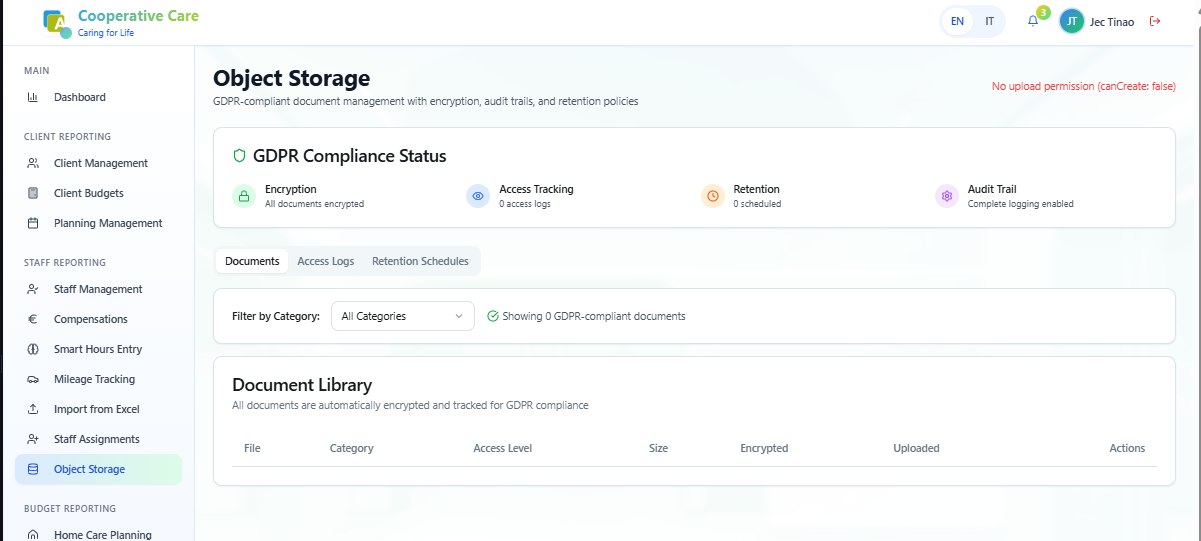 A
Cooperative Care
Caring for Life
EN IT
3
JT
Jec Tinao
MAIN
Dashboard
CLIENT REPORTING
Client Management
Client Budgets
Planning Management
STAFF REPORTING
Staff Management
€ Compensations
Smart Hours Entry
Mileage Tracking
Import from Excel
Staff Assignments
Object Storage
BUDGET REPORTING
Home Care Planning
Object Storage
GDPR-compliant document management with encryption, audit trails, and retention policies
No upload permission (canCreate: false)
GDPR Compliance Status
Encryption
All documents encrypted
Access Tracking
0 access logs
Retention
0 scheduled
Audit Trail
Complete logging enabled
Documents Access Logs Retention Schedules
Filter by Category: All Categories Showing 0 GDPR-compliant documents
Document Library
All documents are automatically encrypted and tracked for GDPR compliance
File Category Access Level Size Encrypted Uploaded Actions